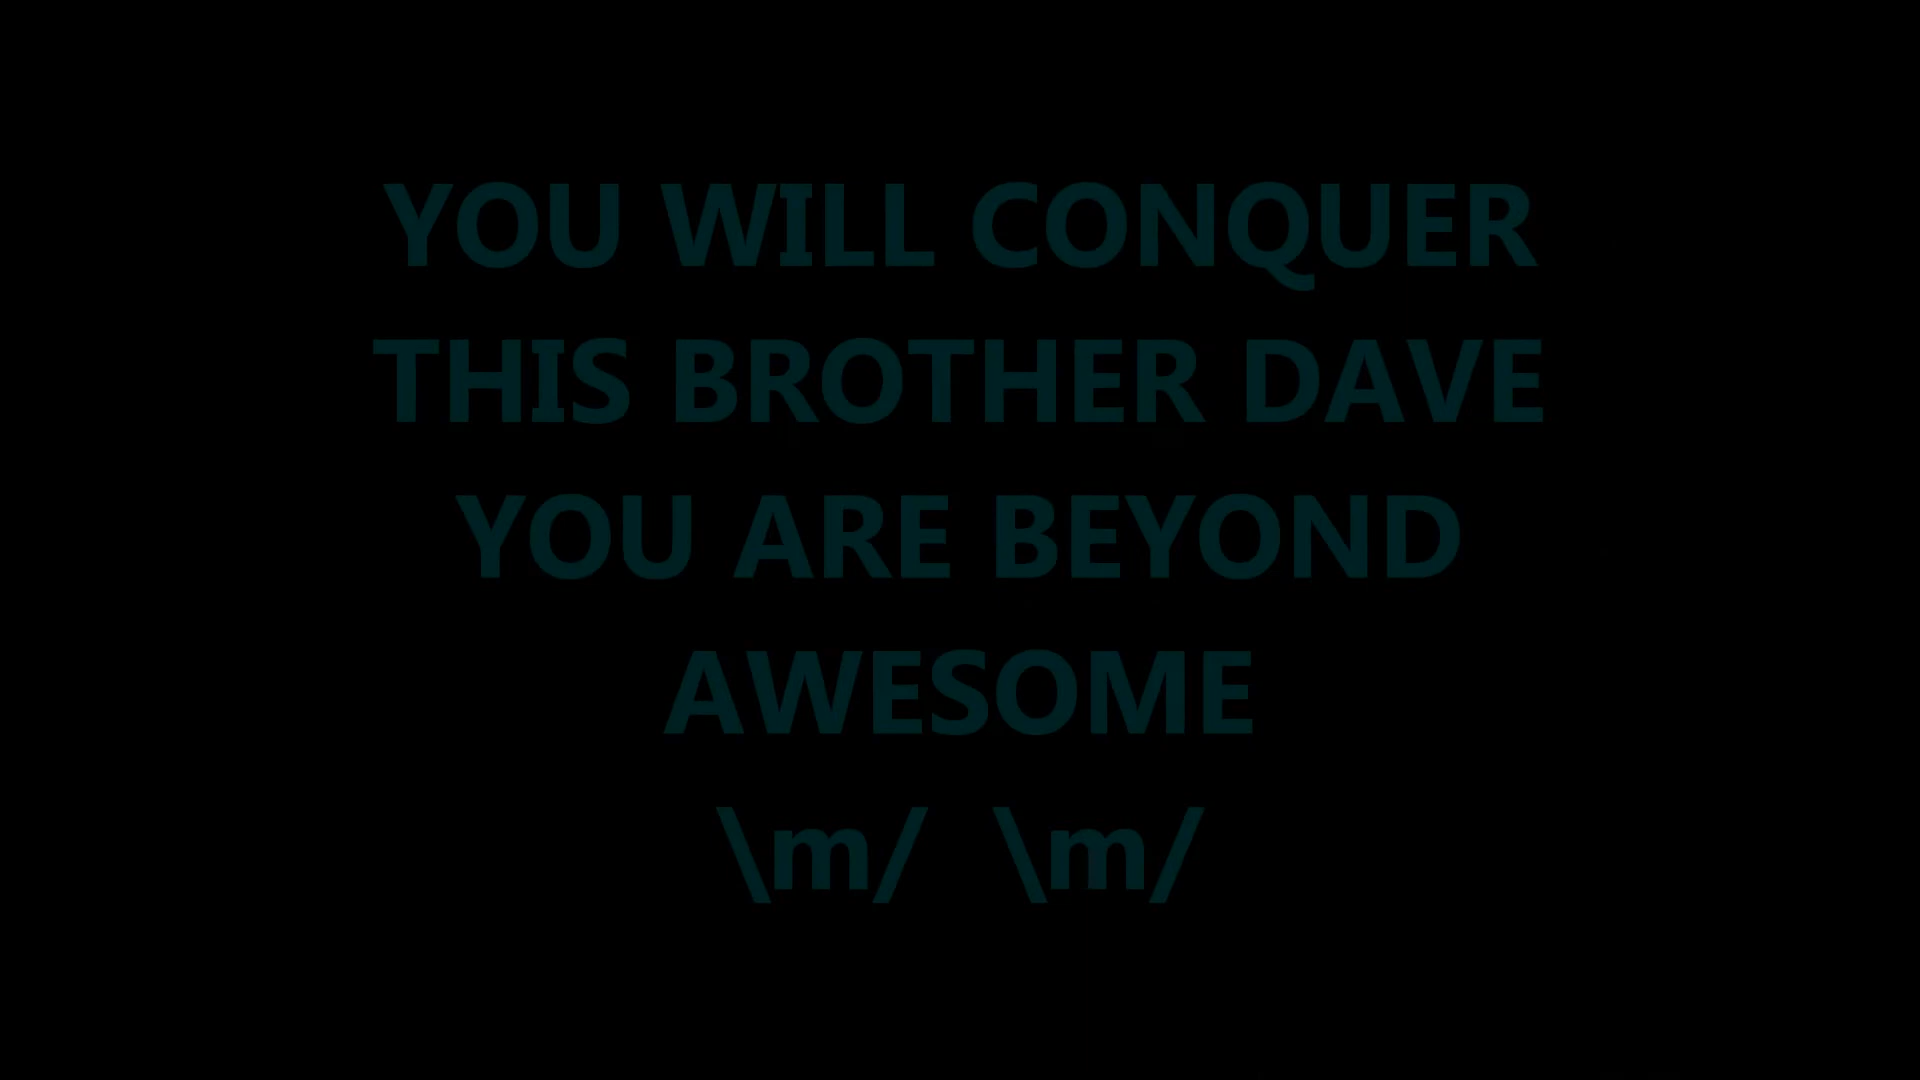 YOU WILL CONQUER
THIS BROTHER DAVE
YOU ARE BEYOND
AWESOME
\m/  \m/